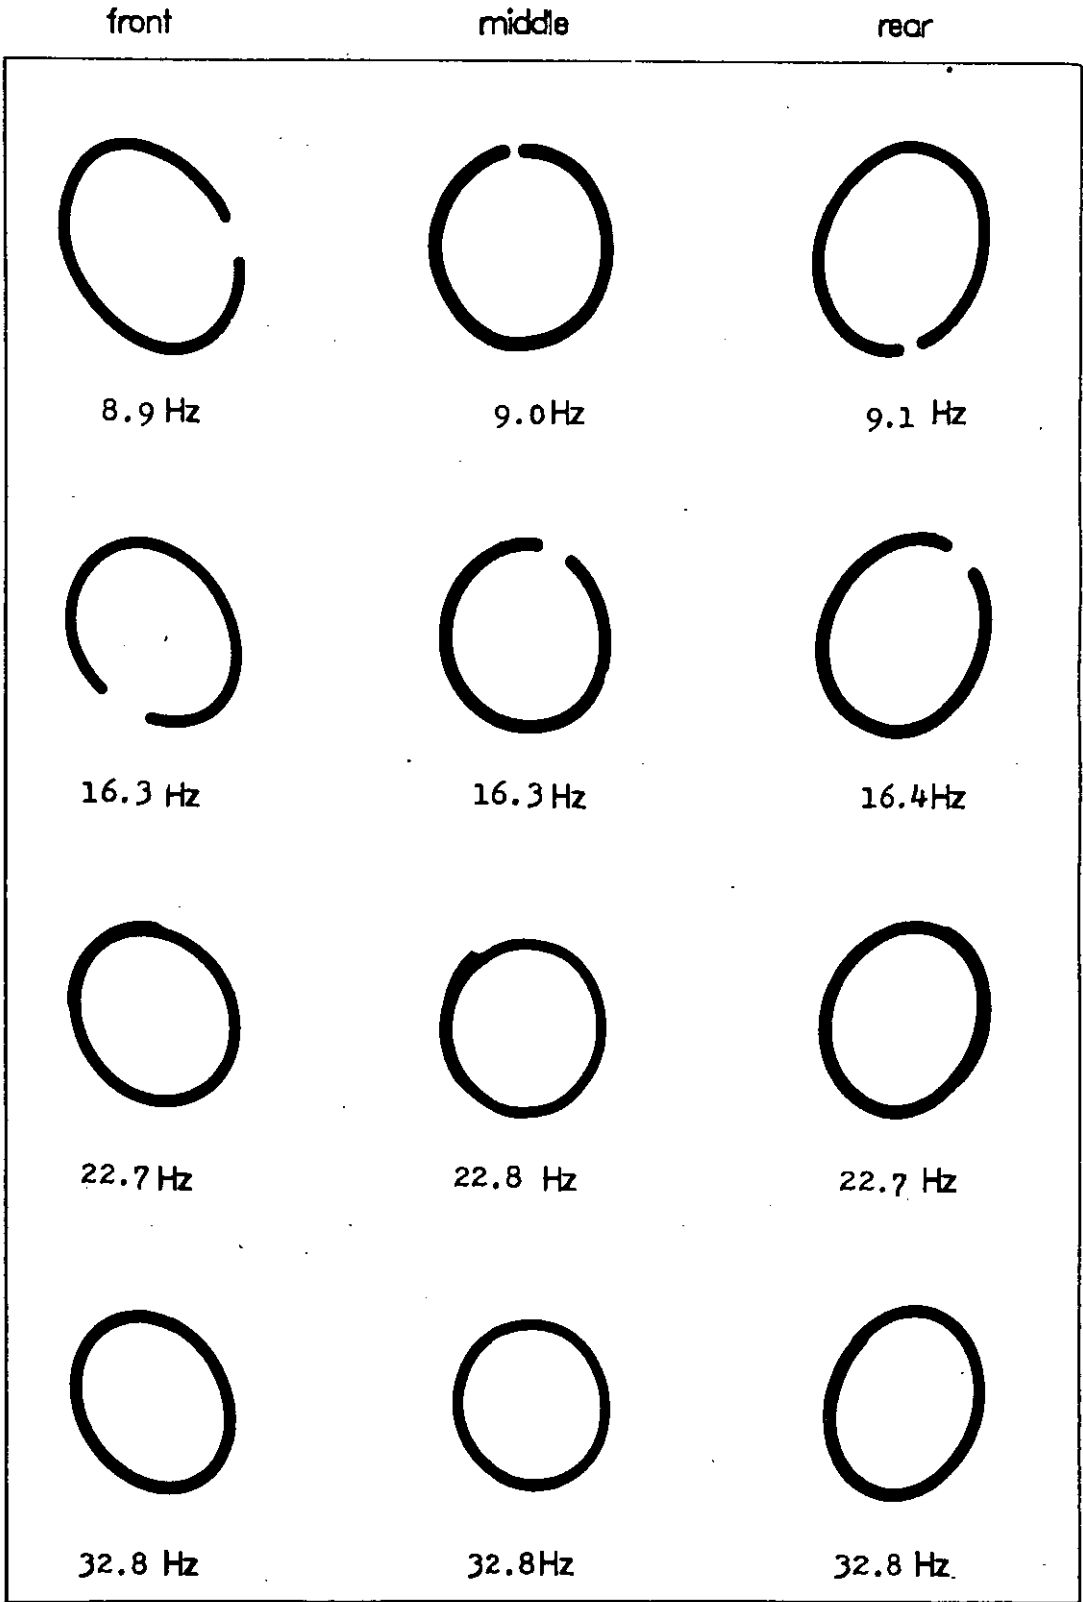 front middle rear
8.9 Hz 9.0Hz 9.1 Hz
16.3 Hz 16.3Hz 16.4Hz
22.7Hz 22.8 Hz 22.7 Hz
32.8 Hz 32.8Hz 32.8 Hz